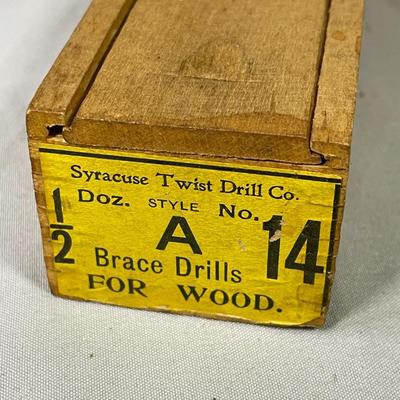 Syracuse Twist Drill Co.
1/2 Doz. STYLE No. 14
A
Brace Drills
FOR WOOD.